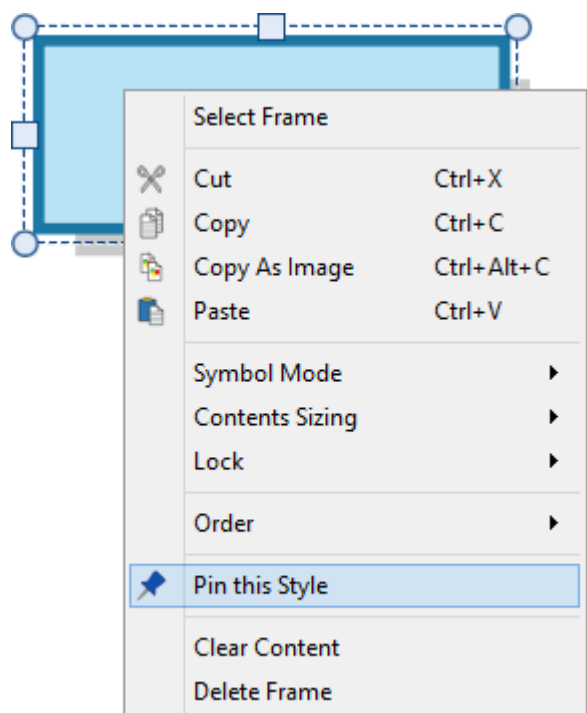 Select Frame
Cut Ctrl+X
Copy Ctrl+C
Copy As Image Ctrl+Alt+C
Paste Ctrl+V
Symbol Mode
Contents Sizing
Lock
Order
Pin this Style
Clear Content
Delete Frame